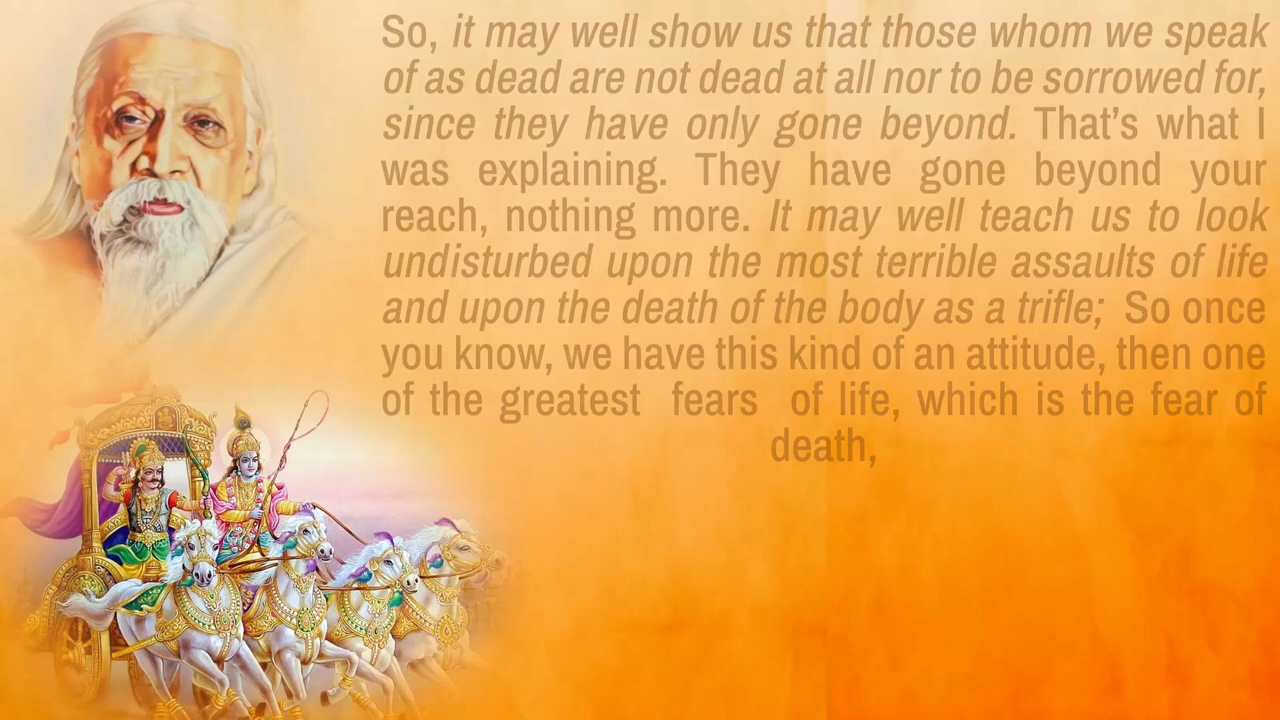 So, it may well show us that those whom we speak
of as dead are not dead at all nor to be sorrowed for,
since they have only gone beyond. That’s what I
was explaining. They have gone beyond your
reach, nothing more. It may well teach us to look
undisturbed upon the most terrible assaults of life
and upon the death of the body as a trifle; So once
you know, we have this kind of an attitude, then one
of the greatest fears of life, which is the fear of
death,